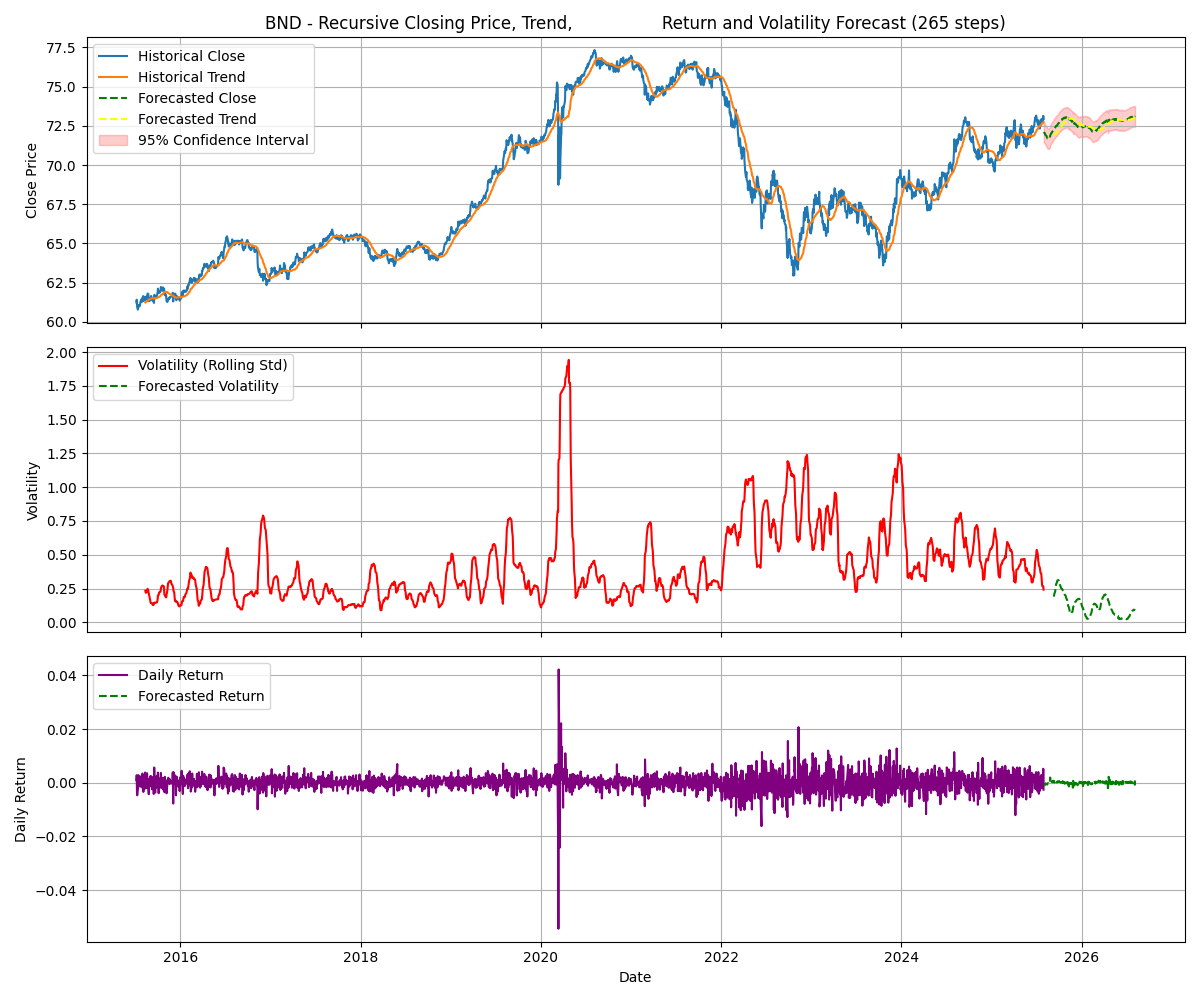 BND - Recursive Closing Price, Trend,                 Return and Volatility Forecast (265 steps)
Historical Close
Historical Trend
Forecasted Close
Forecasted Trend
95% Confidence Interval
Close Price
77.5
75.0
72.5
70.0
67.5
65.0
62.5
60.0
Volatility (Rolling Std)
Forecasted Volatility
Volatility
2.00
1.75
1.50
1.25
1.00
0.75
0.50
0.25
0.00
Daily Return
Forecasted Return
Daily Return
0.04
0.02
0.00
−0.02
−0.04
2016
2018
2020
2022
2024
2026
Date